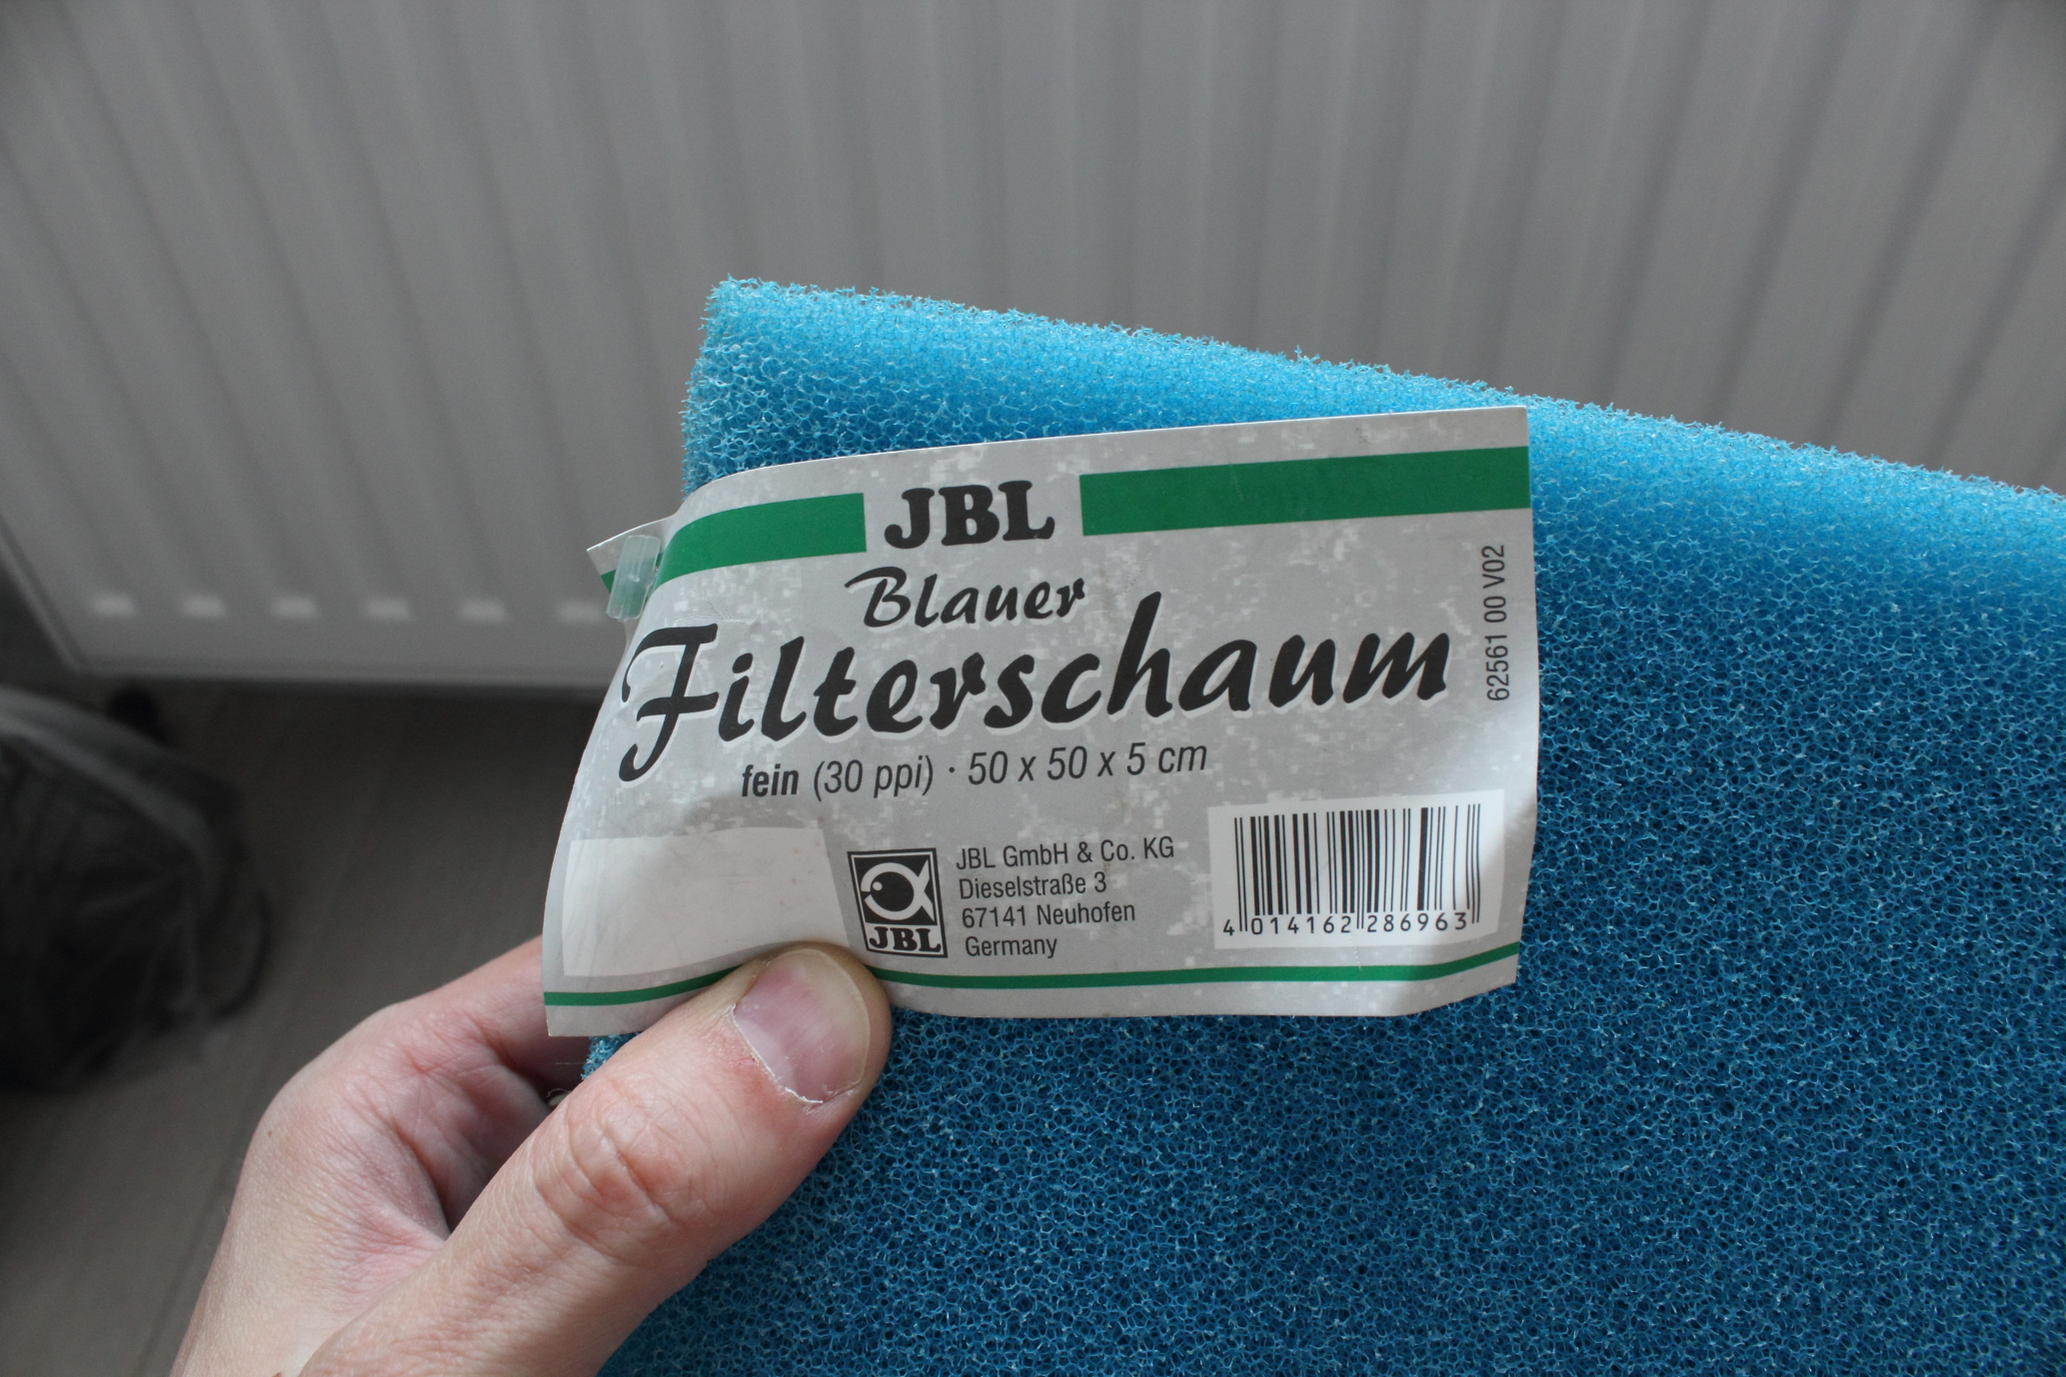 JBL
Blauer
Filterschaum
fein (30 ppi) · 50 x 50 x 5 cm
62561 00 V02
JBL
JBL GmbH & Co. KG
Dieselstraße 3
67141 Neuhofen
Germany
4 014162 286963